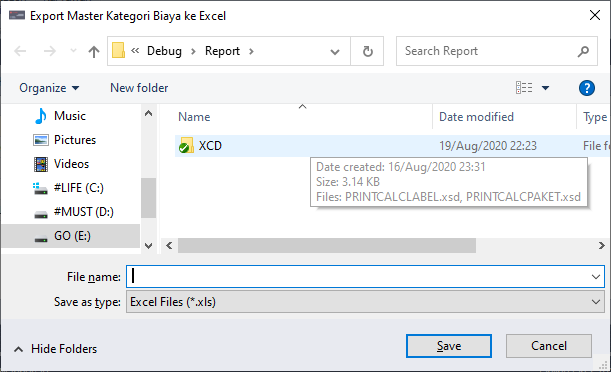 Export Master Kategori Biaya ke Excel
« Debug > Report >
Search Report
Organize
New folder
Name
Date modified
Type
Music
Pictures
Videos
#LIFE (C:)
#MUST (D:)
GO (E:)
XCD
19/Aug/2020 22:23
File fo
Date created: 16/Aug/2020 23:31
Size: 3.14 KB
Files: PRINTCALCLABEL.xsd, PRINTCALCPAKET.xsd
File name:
Save as type:
Excel Files (*.xls)
Hide Folders
Save
Cancel